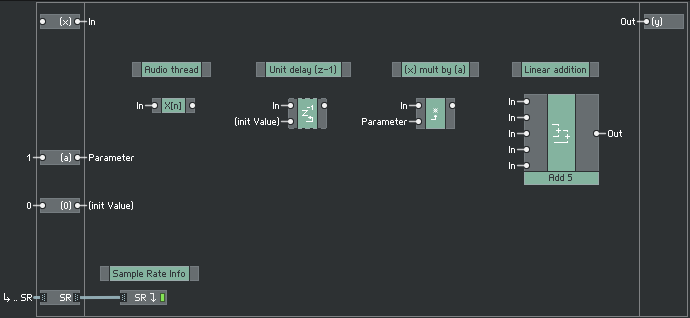 (x) In
Out (y)
Audio thread
Unit delay (z-1)
(x) mult by (a)
Linear addition
In X[n]
In
(init Value)
z-1
In
Parameter
*
In
In
In
In
In
Out
Add 5
1 (a) Parameter
0 (0) (init Value)
Sample Rate Info
.. SR SR
SR